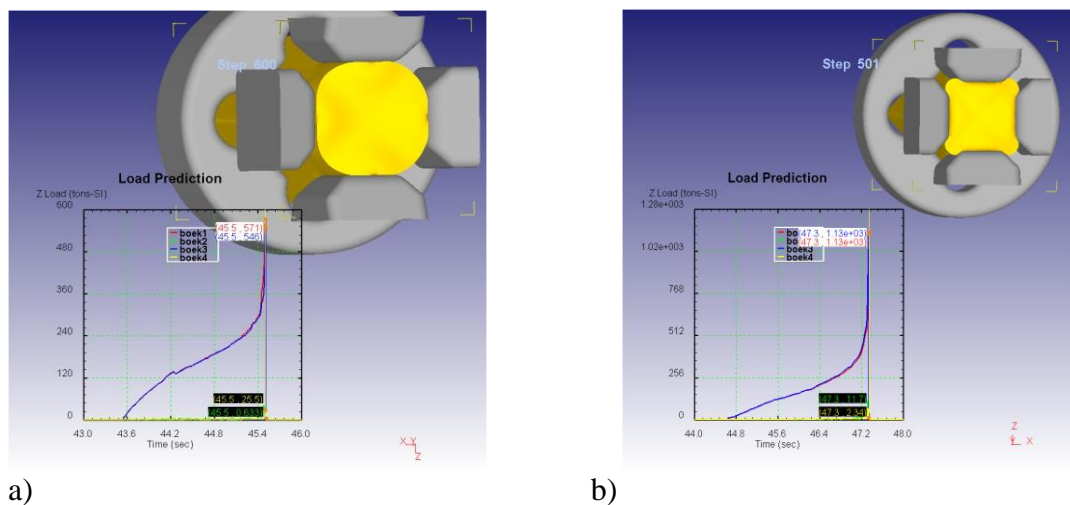 Step 600
Load Prediction
Z Load (tons-SI)
600
480
360
240
120
0
boek1
boek2
boek3
boek4
(45.5 , 571)
(45.5 , 546)
(45.5 , 25.5)
(45.5 , 0.633)
43.0 43.6 44.2 44.8 45.4 46.0
Time (sec)
X Y
Z
a)
Step 501
Load Prediction
Z Load (tons-SI)
1.28e+003
1.02e+003
768
512
256
0
boek3
boek4
(47.3 , 1.13e+03)
(47.3 , 1.13e+03)
(47.3 , 11.7)
(47.3 , 2.34)
44.0 44.8 45.6 46.4 47.2 48.0
Time (sec)
Z
X
b)